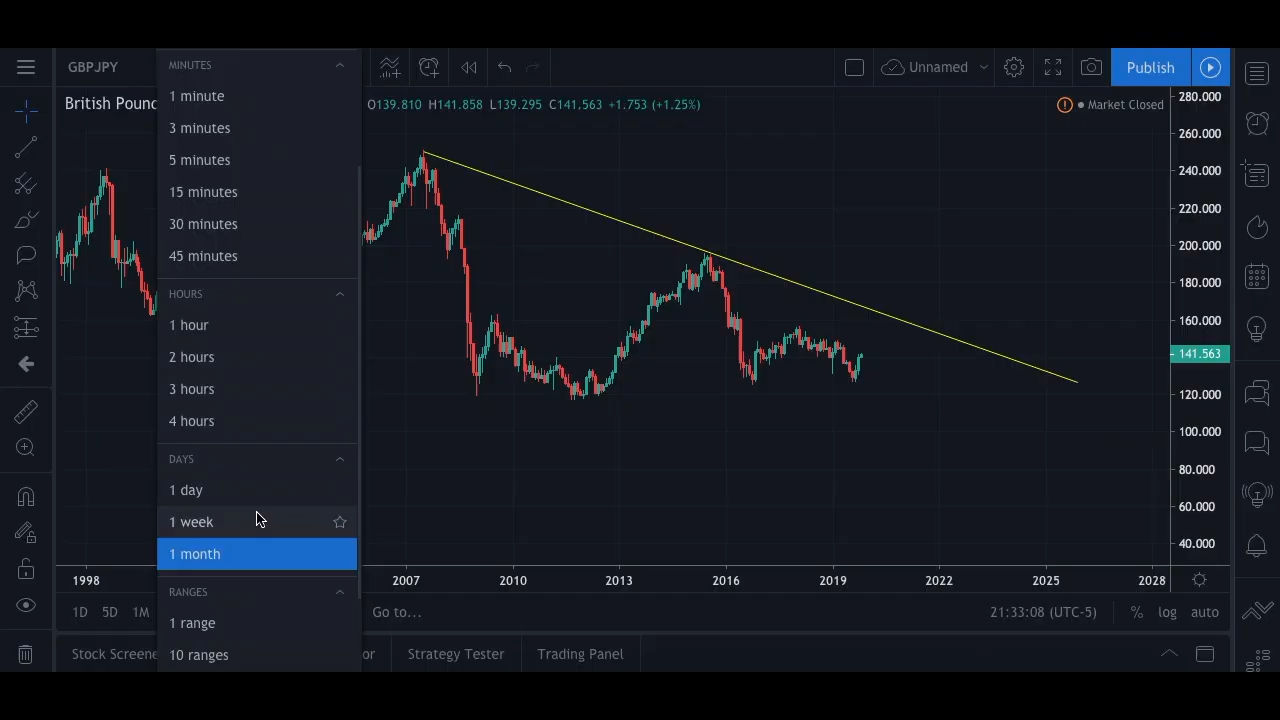 GBPJPY
MINUTES
Unnamed
Publish
British Pound
O139.810 H141.858 L139.295 C141.563 +1.753 (+1.25%)
Market Closed
1 minute
3 minutes
5 minutes
15 minutes
30 minutes
45 minutes
HOURS
1 hour
2 hours
3 hours
4 hours
DAYS
1 day
1 week
1 month
RANGES
1 range
10 ranges
280.000
260.000
240.000
220.000
200.000
180.000
160.000
141.563
120.000
100.000
80.000
60.000
40.000
1998
2007
2010
2013
2016
2019
2022
2025
2028
1D 5D 1M
Go to...
21:33:08 (UTC-5)
% log auto
Stock Screene
or
Strategy Tester
Trading Panel